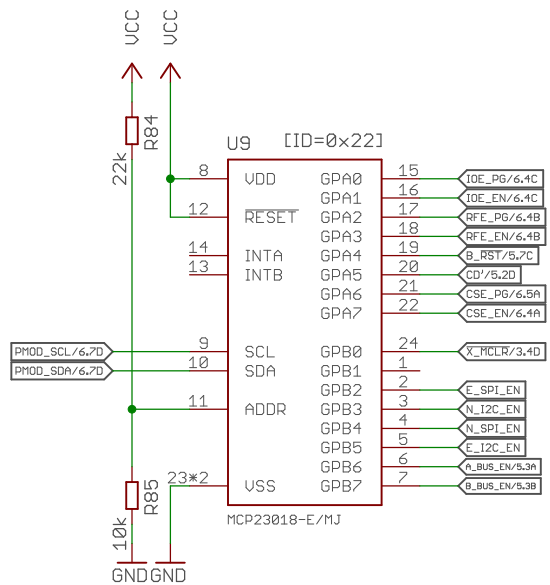 VCC
VCC
R84
22k
U9
[ID=0x22]
8
VDD
12
RESET
14
INTA
13
INTB
9
SCL
10
SDA
11
ADDR
23*2
VSS
GPA0
15
IOE_PG/6.4C
GPA1
16
IOE_EN/6.4C
GPA2
17
RFE_PG/6.4B
GPA3
18
RFE_EN/6.4B
GPA4
19
B_RST/5.7C
GPA5
20
CD'/5.2D
GPA6
21
CSE_PG/6.5A
GPA7
22
CSE_EN/6.4A
GPB0
24
X_MCLR/3.4D
GPB1
1
GPB2
2
E_SPI_EN
GPB3
3
N_I2C_EN
GPB4
4
N_SPI_EN
GPB5
5
E_I2C_EN
GPB6
6
A_BUS_EN/5.3A
GPB7
7
B_BUS_EN/5.3B
PMOD_SCL/6.7D
PMOD_SDA/6.7D
R85
10k
MCP23018-E/MJ
GND
GND